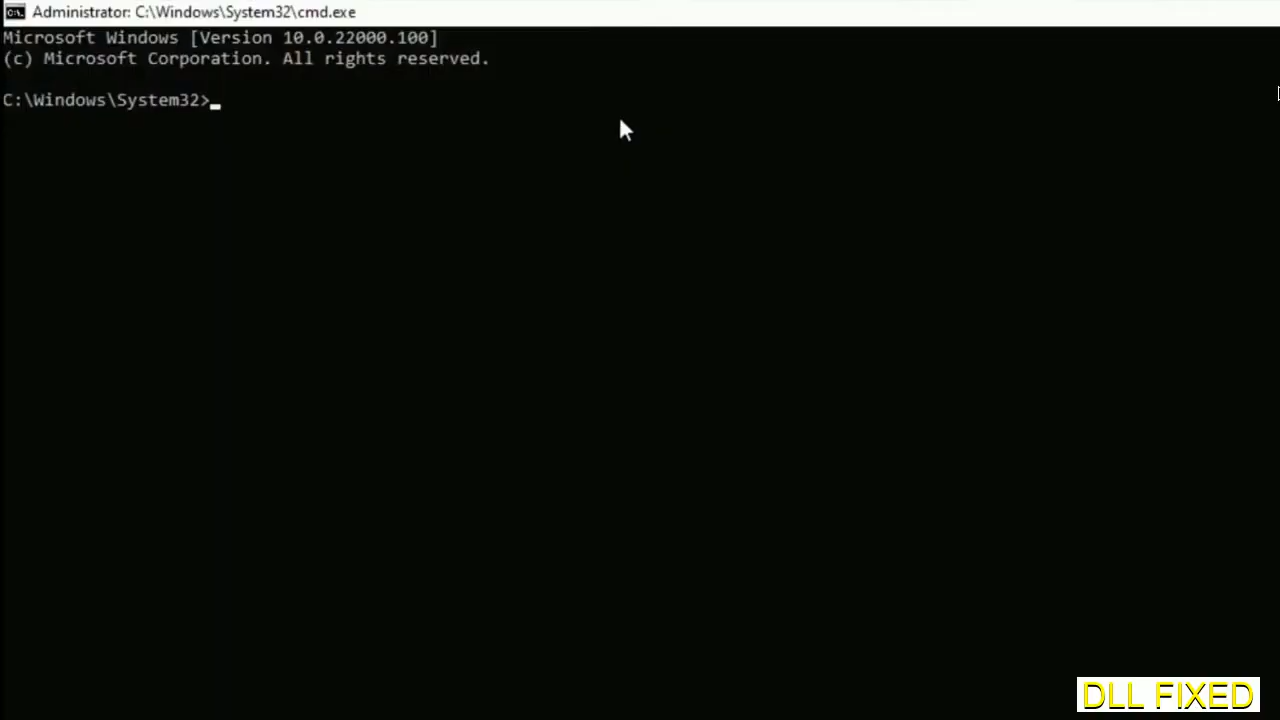 Administrator: C:\Windows\System32\cmd.exe
Microsoft Windows [Version 10.0.22000.100]
(c) Microsoft Corporation. All rights reserved.
C:\Windows\System32>
DLL FIXED